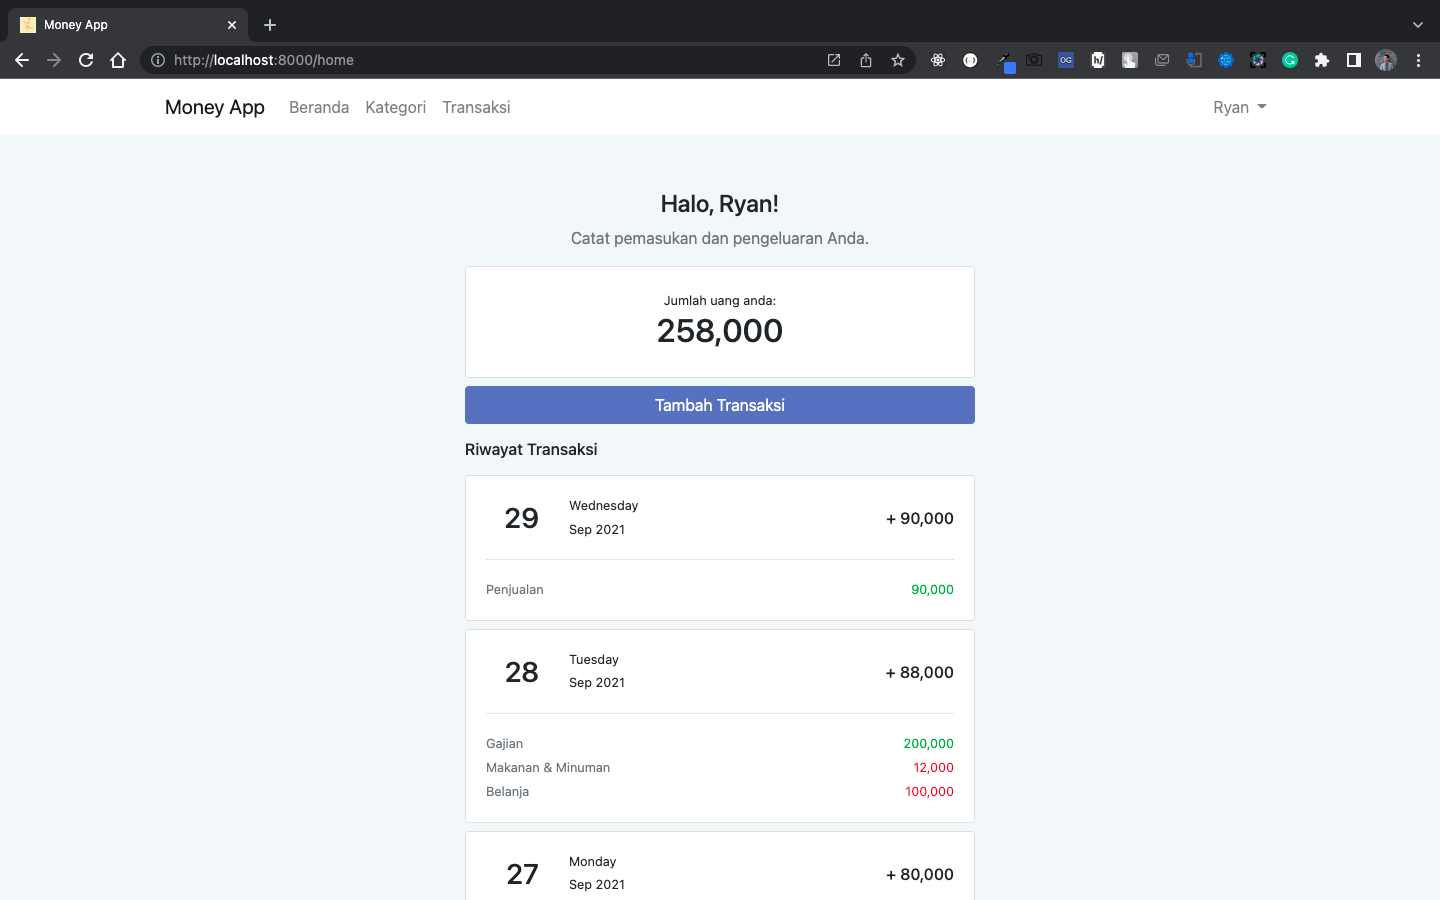 Money App
http://localhost:8000/home
OG
h/
Money App Beranda Kategori Transaksi Ryan
Halo, Ryan!
Catat pemasukan dan pengeluaran Anda.
Jumlah uang anda:
258,000
Tambah Transaksi
Riwayat Transaksi
29 Wednesday + 90,000
Sep 2021
Penjualan 90,000
28 Tuesday + 88,000
Sep 2021
Gajian 200,000
Makanan & Minuman 12,000
Belanja 100,000
27 Monday + 80,000
Sep 2021